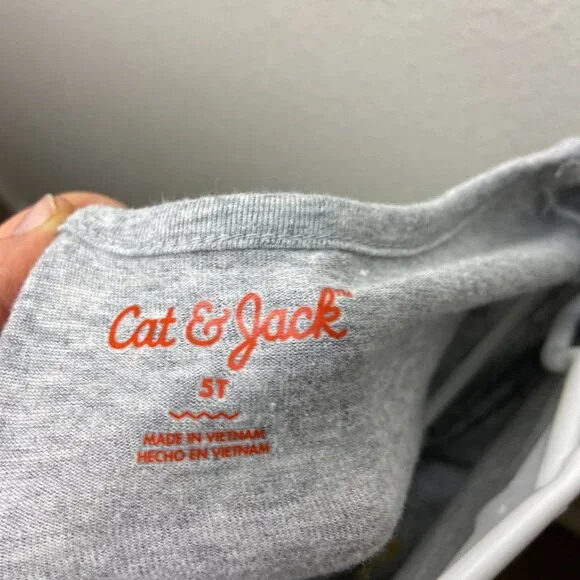 Cat & Jack™
5T
MADE IN VIETNAM
HECHO EN VIETNAM